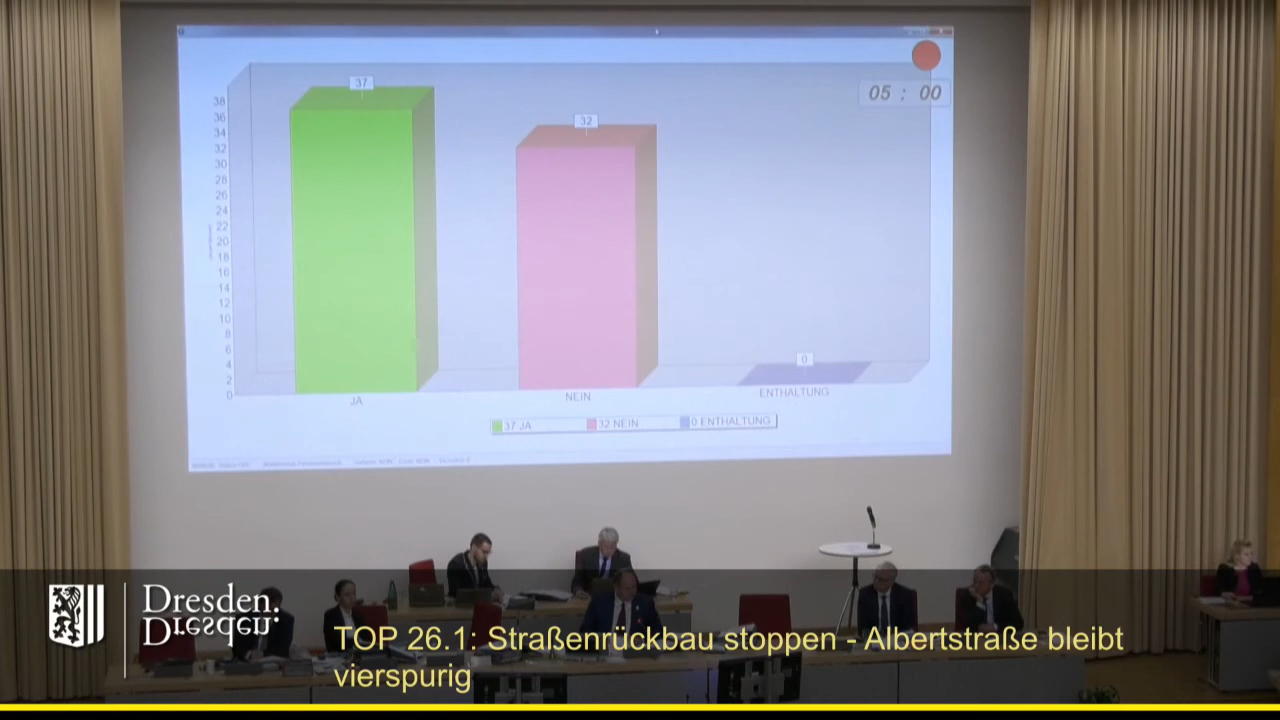 37
05 : 00
32
38
36
34
32
30
28
26
24
22
20
18
16
14
12
10
8
6
4
2
0
0
JA
NEIN
ENTHALTUNG
37 JA
32 NEIN
0 ENTHALTUNG
Dresden.
Dresden.
TOP 26.1: Straßenrückbau stoppen - Albertstraße bleibt
vierspurig